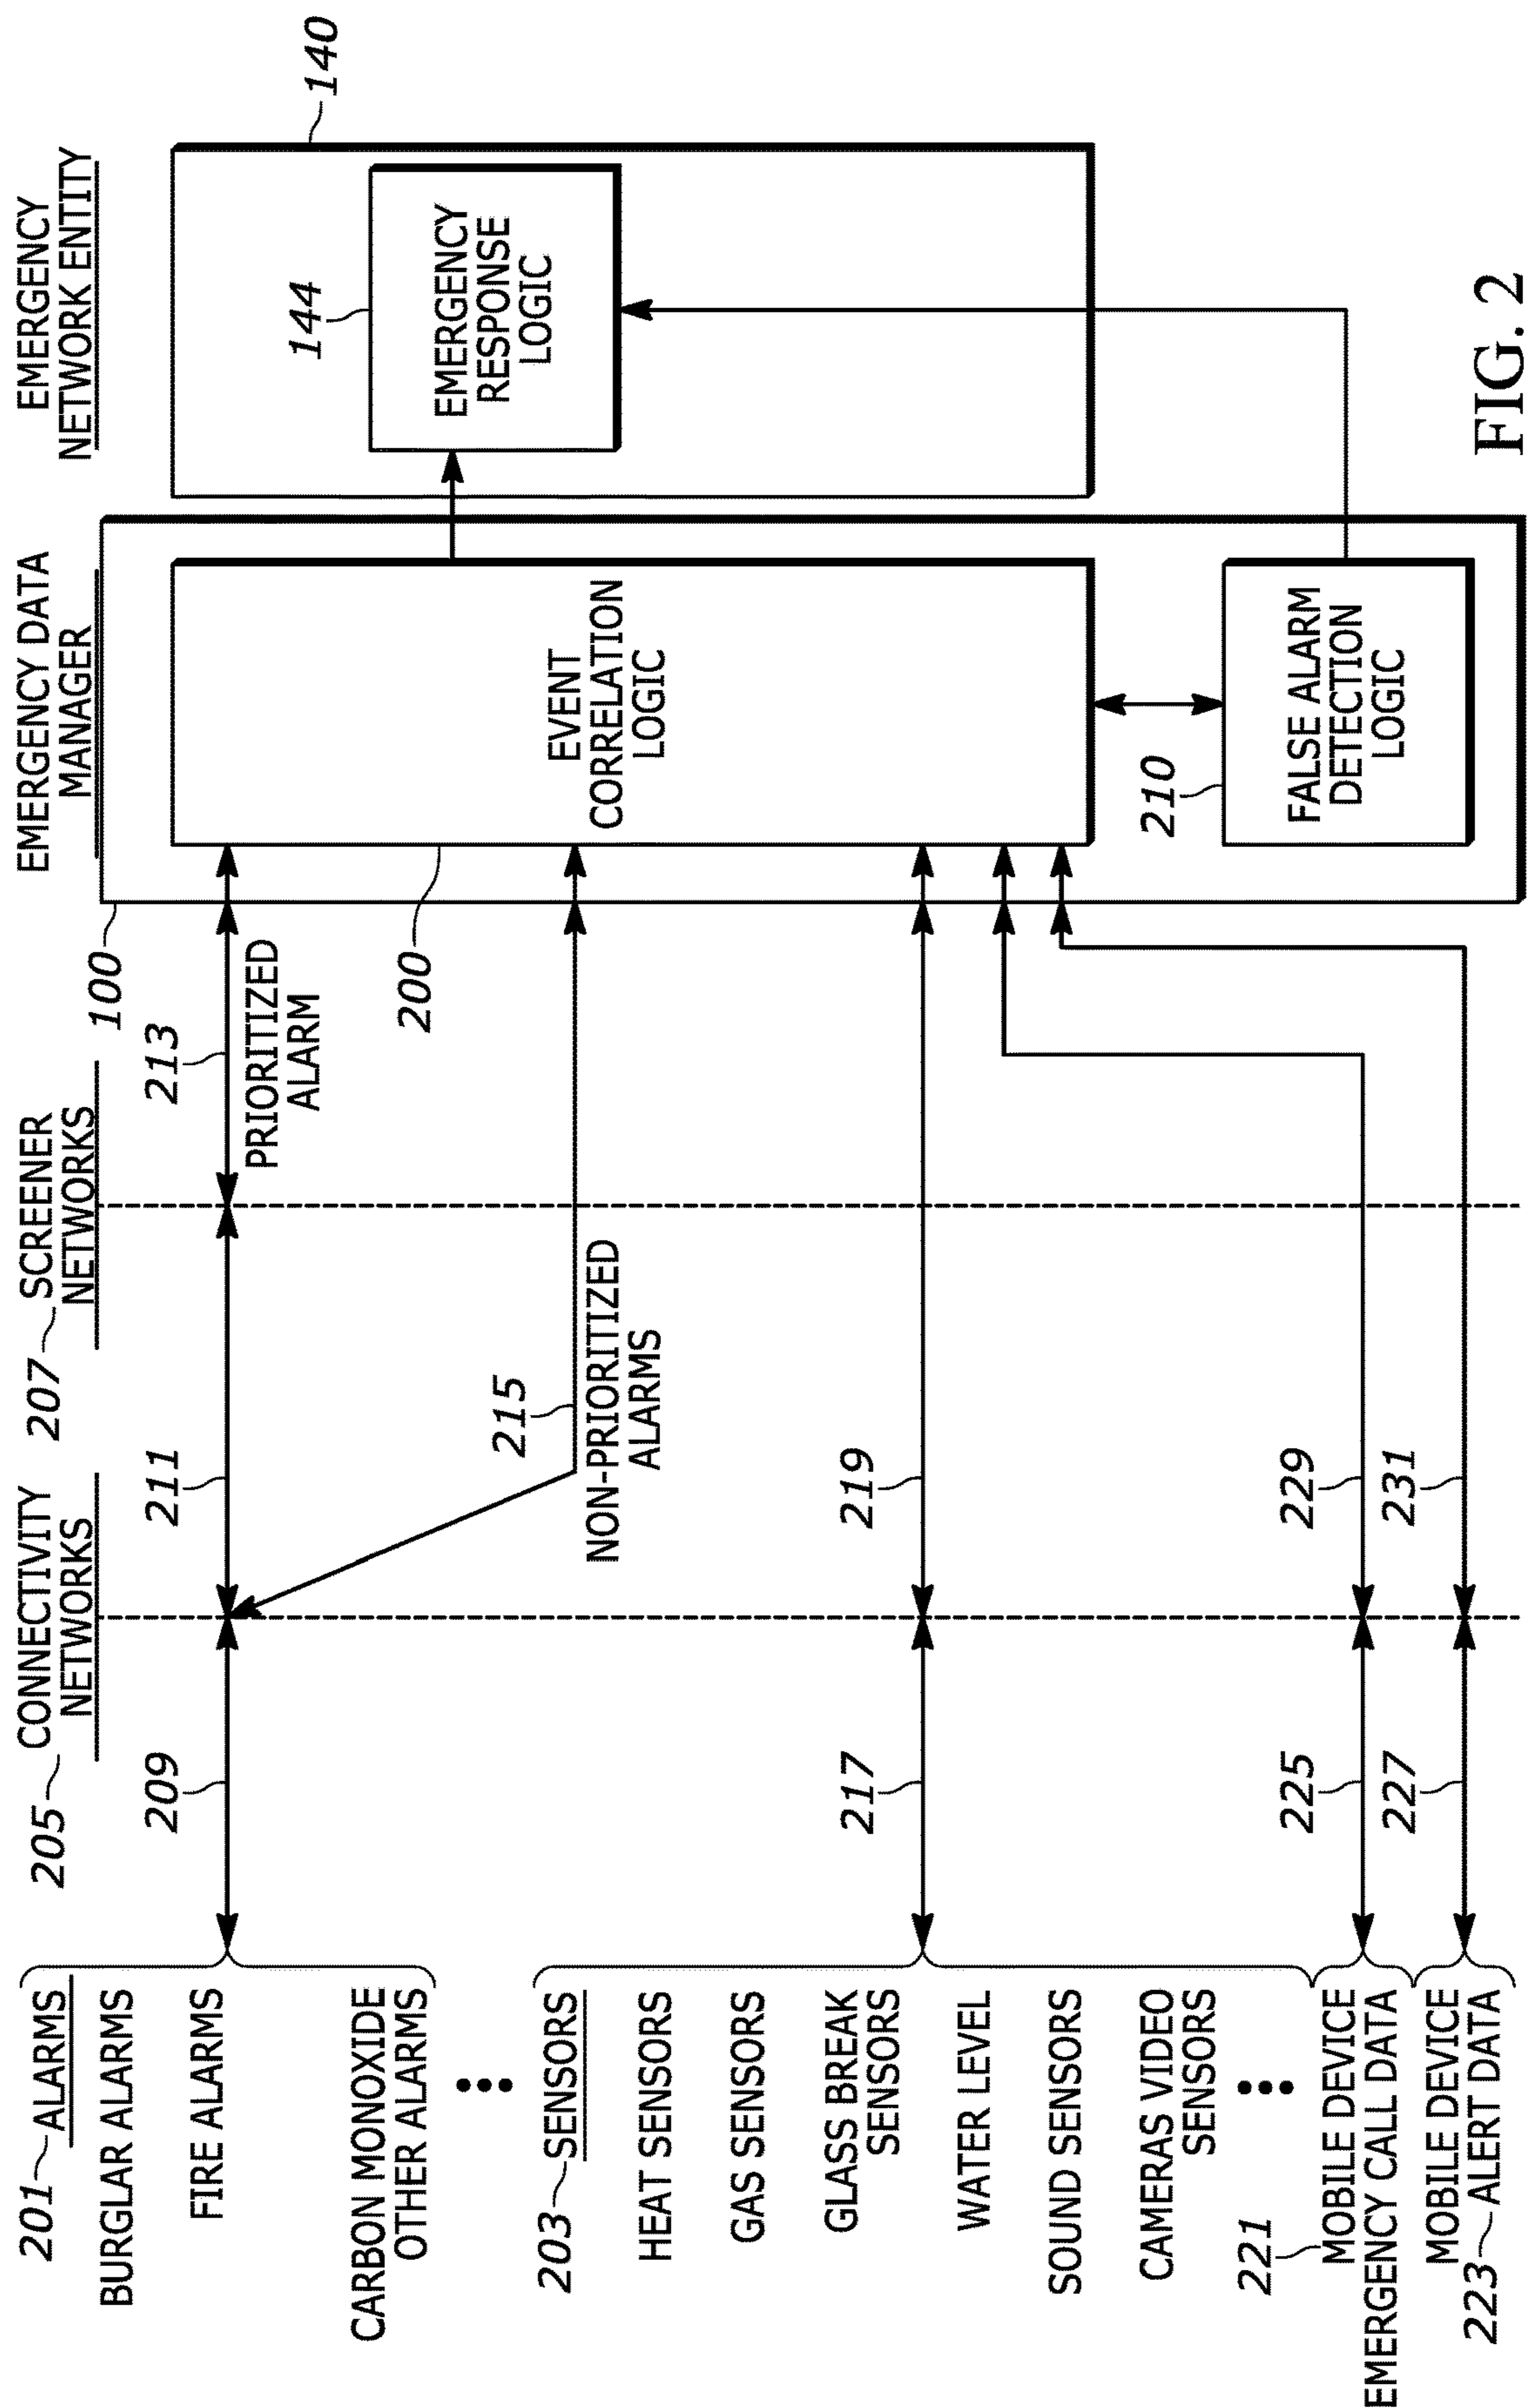 201
ALARMS
BURGLAR ALARMS
FIRE ALARMS
CARBON MONOXIDE
OTHER ALARMS
203
SENSORS
HEAT SENSORS
GAS SENSORS
GLASS BREAK
SENSORS
WATER LEVEL
SOUND SENSORS
CAMERAS VIDEO
SENSORS
221
MOBILE DEVICE
EMERGENCY CALL DATA
MOBILE DEVICE
223
ALERT DATA
205
CONNECTIVITY
NETWORKS
209
217
225
227
207
SCREENER
NETWORKS
211
215
NON-PRIORITIZED
ALARMS
219
229
231
100
213
PRIORITIZED
ALARM
200
EMERGENCY DATA
MANAGER
EVENT
CORRELATION
LOGIC
210
FALSE ALARM
DETECTION
LOGIC
EMERGENCY
NETWORK ENTITY
140
144
EMERGENCY
RESPONSE
LOGIC
FIG. 2